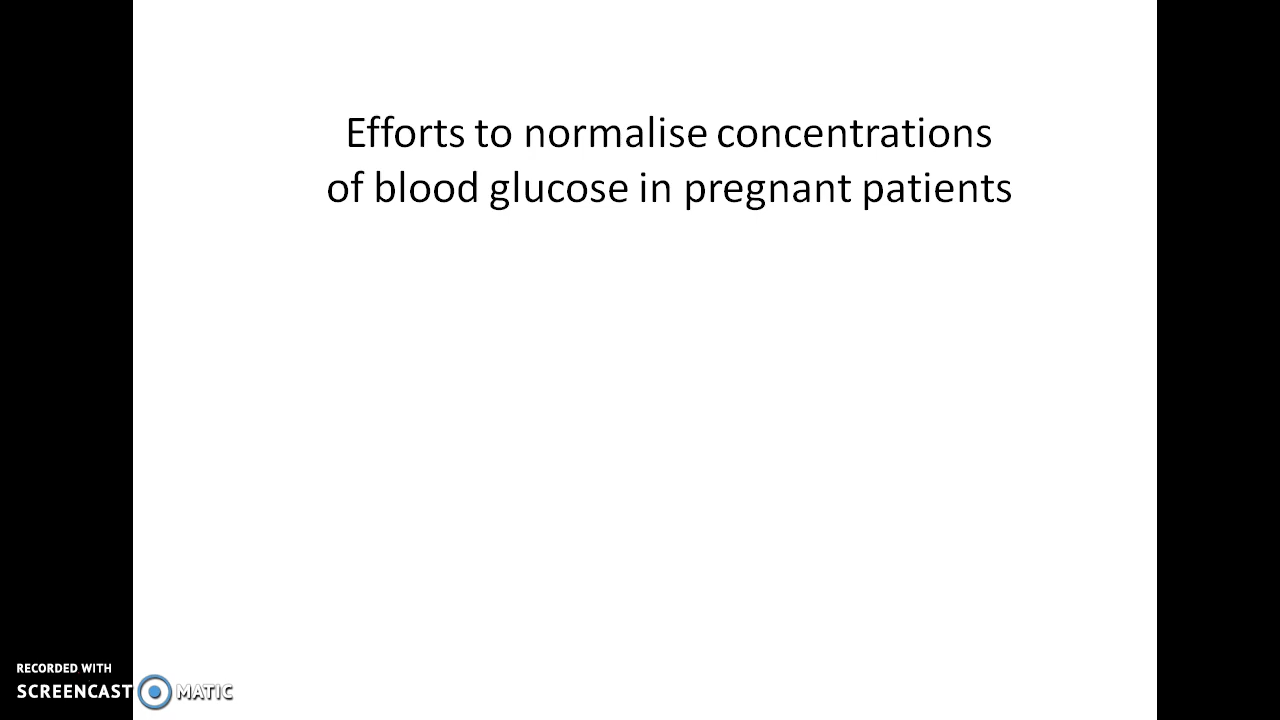 Efforts to normalise concentrations
of blood glucose in pregnant patients
RECORDED WITH
SCREENCAST MATIC